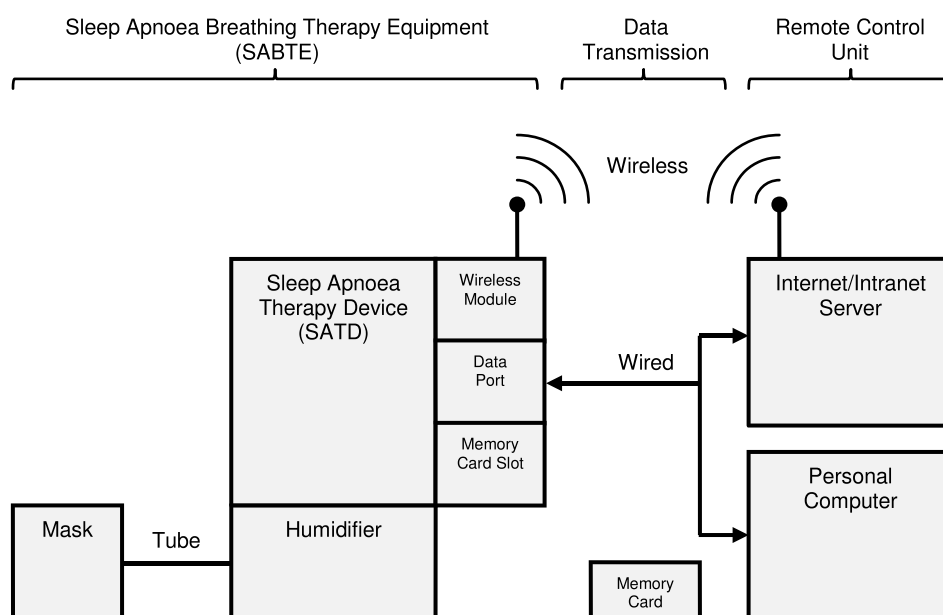 Sleep Apnoea Breathing Therapy Equipment
(SABTE)
Data
Transmission
Remote Control
Unit
Wireless
Sleep Apnoea
Therapy Device
(SATD)
Wireless
Module
Internet/Intranet
Server
Data
Port
Wired
Memory
Card Slot
Personal
Computer
Mask
Tube
Humidifier
Memory
Card